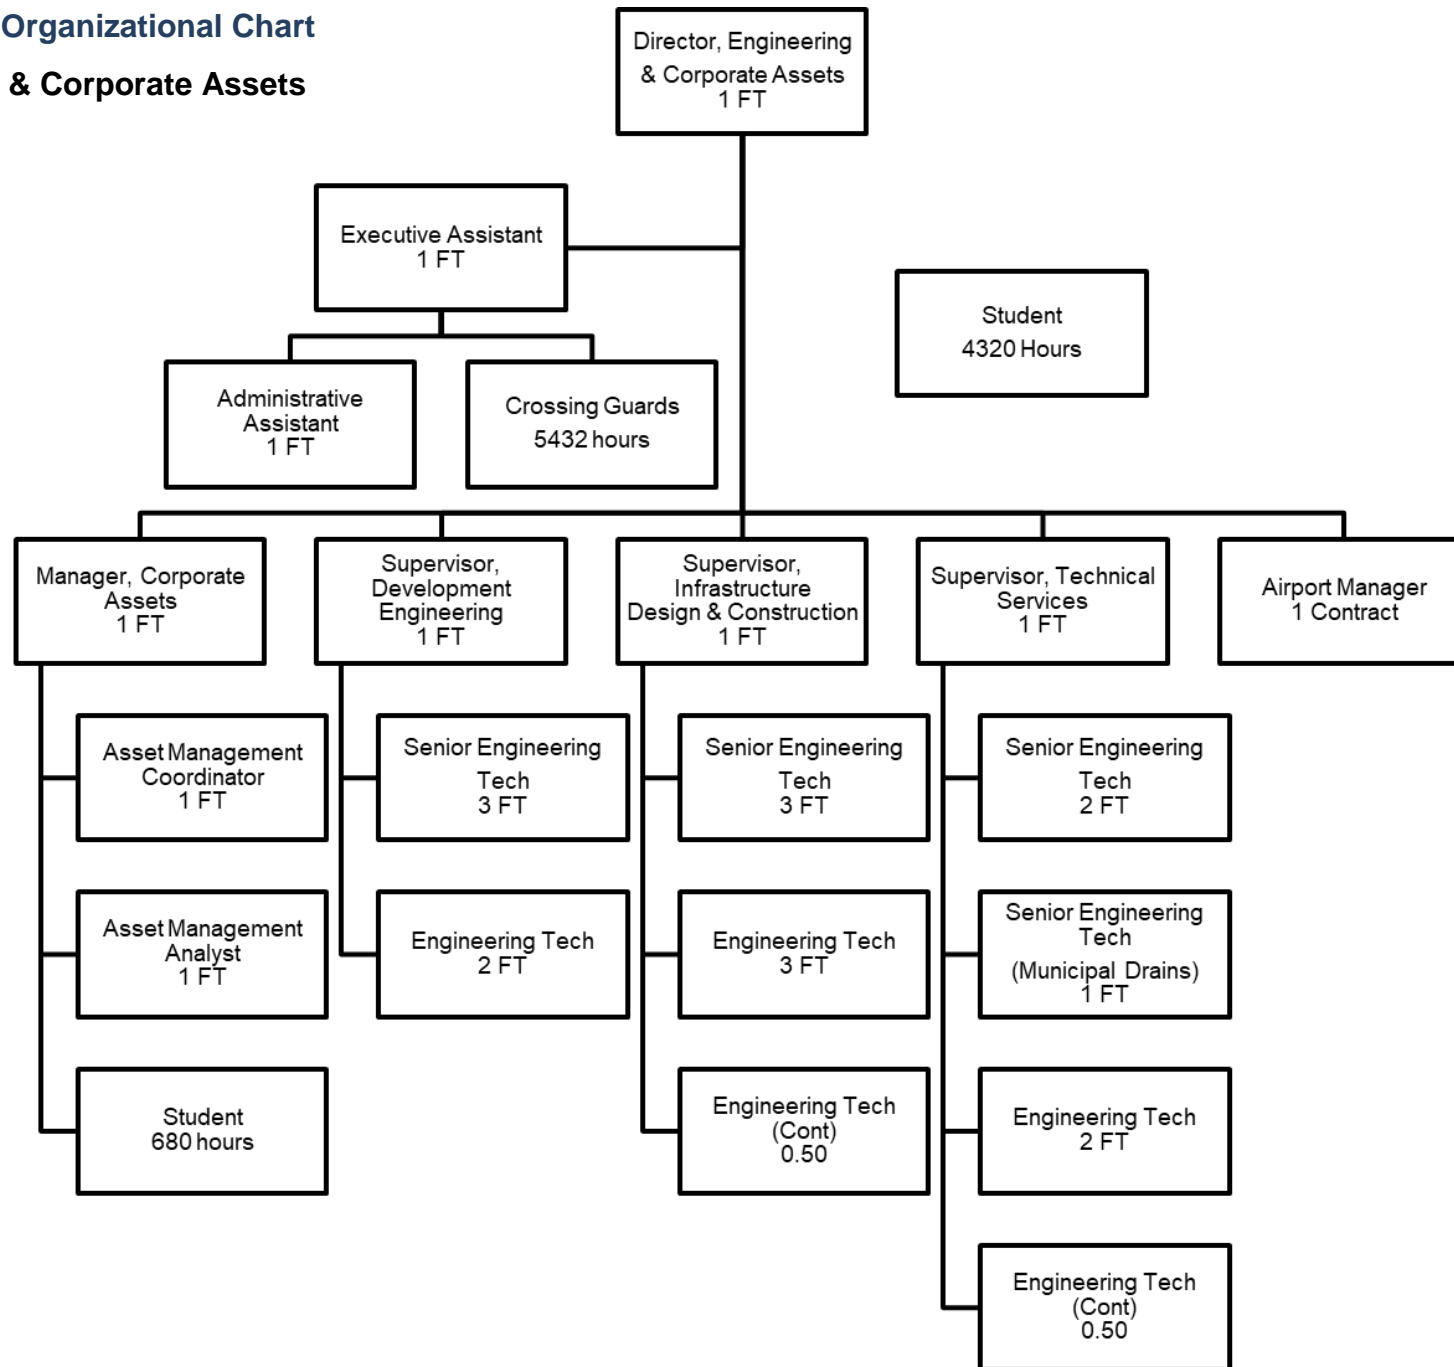 Organizational Chart
& Corporate Assets
Director, Engineering
& Corporate Assets
1 FT
Executive Assistant
1 FT
Student
4320 Hours
Administrative
Assistant
1 FT
Crossing Guards
5432 hours
Manager, Corporate
Assets
1 FT
Supervisor,
Development
Engineering
1 FT
Supervisor,
Infrastructure
Design & Construction
1 FT
Supervisor, Technical
Services
1 FT
Airport Manager
1 Contract
Asset Management
Coordinator
1 FT
Senior Engineering
Tech
3 FT
Senior Engineering
Tech
3 FT
Senior Engineering
Tech
2 FT
Asset Management
Analyst
1 FT
Engineering Tech
2 FT
Engineering Tech
3 FT
Senior Engineering
Tech
(Municipal Drains)
1 FT
Student
680 hours
Engineering Tech
(Cont)
0.50
Engineering Tech
2 FT
Engineering Tech
(Cont)
0.50